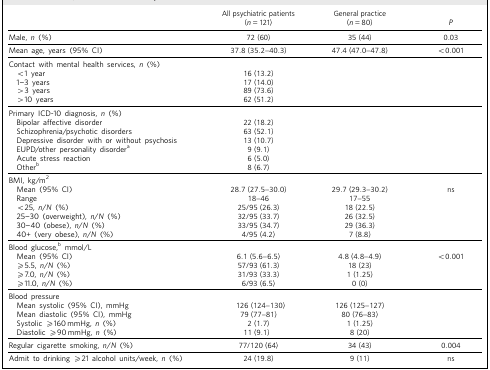 All psychiatric patients General practice
(n = 121) (n = 80) P
Male, n (%) 72 (60) 35 (44) 0.03
Mean age, years (95% CI) 37.8 (35.2–40.3) 47.4 (47.0–47.8) <0.001
Contact with mental health services, n (%)
<1 year 16 (13.2)
1–3 years 17 (14.0)
>3 years 89 (73.6)
>10 years 62 (51.2)
Primary ICD-10 diagnosis, n (%)
Bipolar affective disorder 22 (18.2)
Schizophrenia/psychotic disorders 63 (52.1)
Depressive disorder with or without psychosis 13 (10.7)
EUPD/other personality disorderᵃ 9 (9.1)
Acute stress reaction 6 (5.0)
Otherᵇ 8 (6.7)
BMI, kg/m²
Mean (95% CI) 28.7 (27.5–30.0) 29.7 (29.3–30.2) ns
Range 18–46 17–55
<25, n/N (%) 25/95 (26.3) 18 (22.5)
25–30 (overweight), n/N (%) 32/95 (33.7) 26 (32.5)
30–40 (obese), n/N (%) 33/95 (34.7) 29 (36.3)
40+ (very obese), n/N (%) 4/95 (4.2) 7 (8.8)
Blood glucose,ᵇ mmol/L
Mean (95% CI) 6.1 (5.6–6.5) 4.8 (4.8–4.9) <0.001
⩾5.5, n/N (%) 57/93 (61.3) 18 (23)
⩾7.0, n/N (%) 31/93 (33.3) 1 (1.25)
⩾11.0, n/N (%) 6/93 (6.5) 0 (0)
Blood pressure
Mean systolic (95% CI), mmHg 126 (124–130) 126 (125–127)
Mean diastolic (95% CI), mmHg 79 (77–81) 80 (76–83)
Systolic ⩾160 mmHg, n (%) 2 (1.7) 1 (1.25)
Diastolic ⩾90 mmHg, n (%) 11 (9.1) 8 (20)
Regular cigarette smoking, n/N (%) 77/120 (64) 34 (43) 0.004
Admit to drinking ⩾21 alcohol units/week, n (%) 24 (19.8) 9 (11) ns